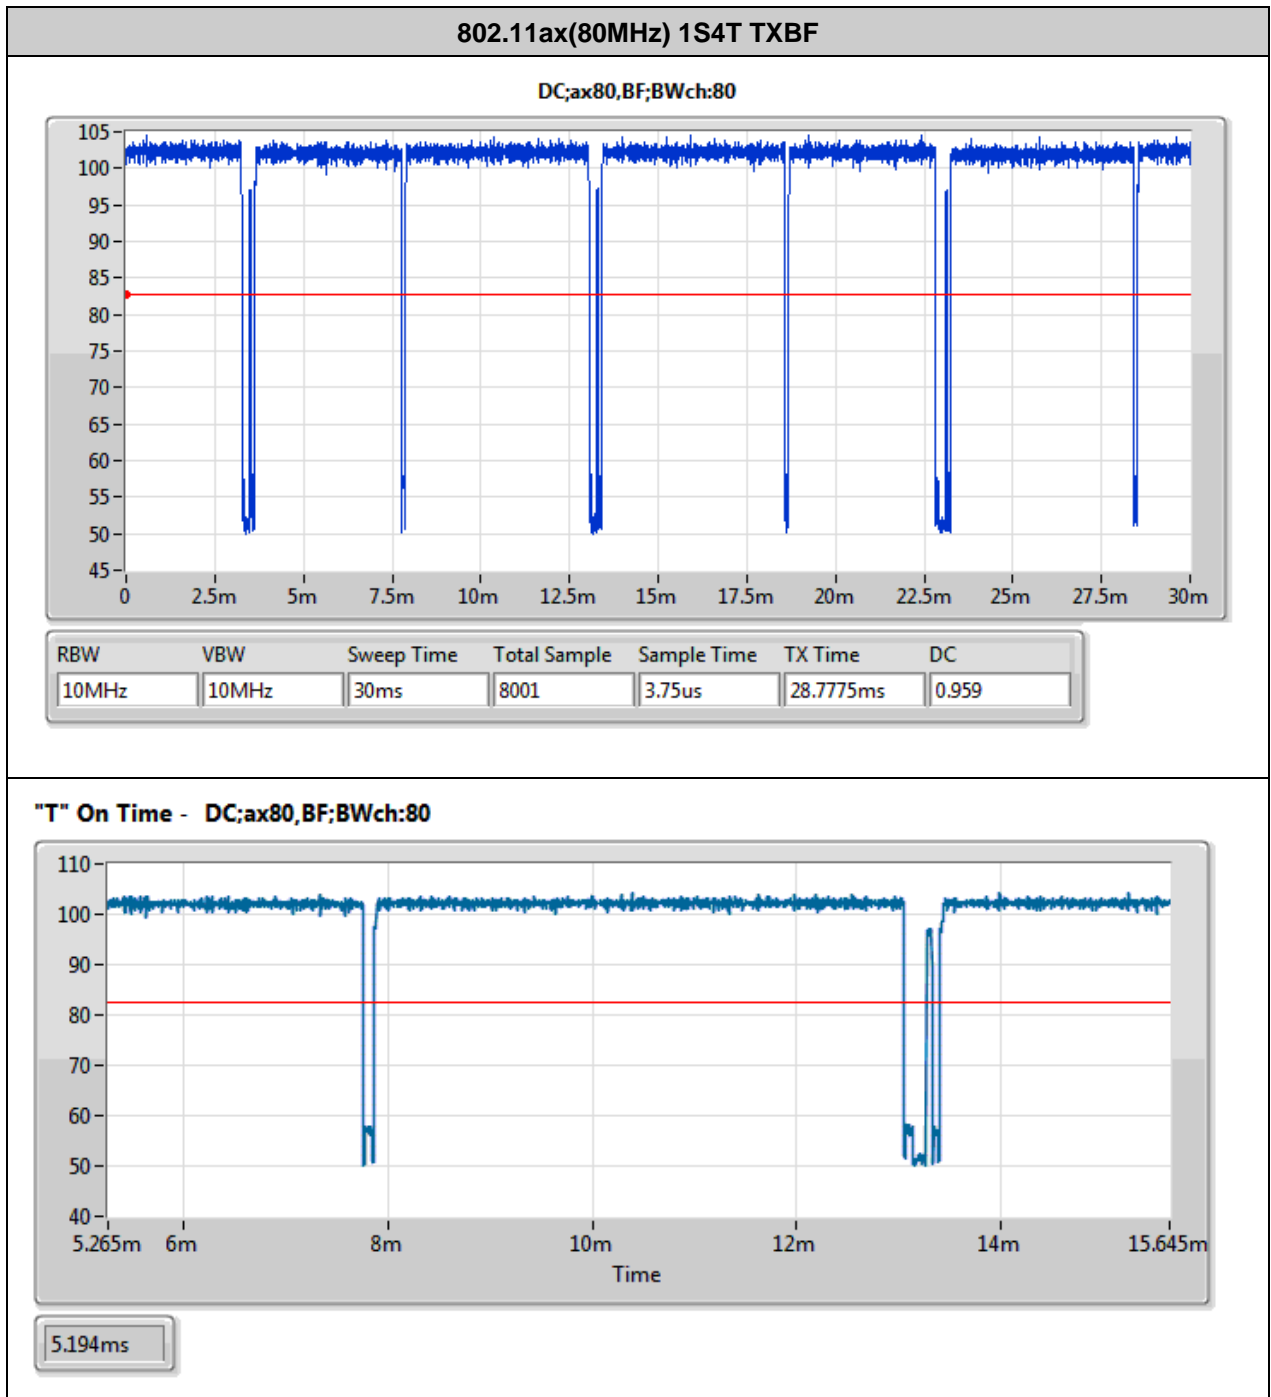 802.11ax(80MHz) 1S4T TXBF
DC;ax80,BF;BWch:80
105
100
95
90
85
80
75
70
65
60
55
50
45
0 2.5m 5m 7.5m 10m 12.5m 15m 17.5m 20m 22.5m 25m 27.5m 30m
RBW VBW Sweep Time Total Sample Sample Time TX Time DC
10MHz 10MHz 30ms 8001 3.75us 28.7775ms 0.959
"T" On Time - DC;ax80,BF;BWch:80
110
100
90
80
70
60
50
40
5.265m 6m 8m 10m 12m 14m 15.645m
Time
5.194ms